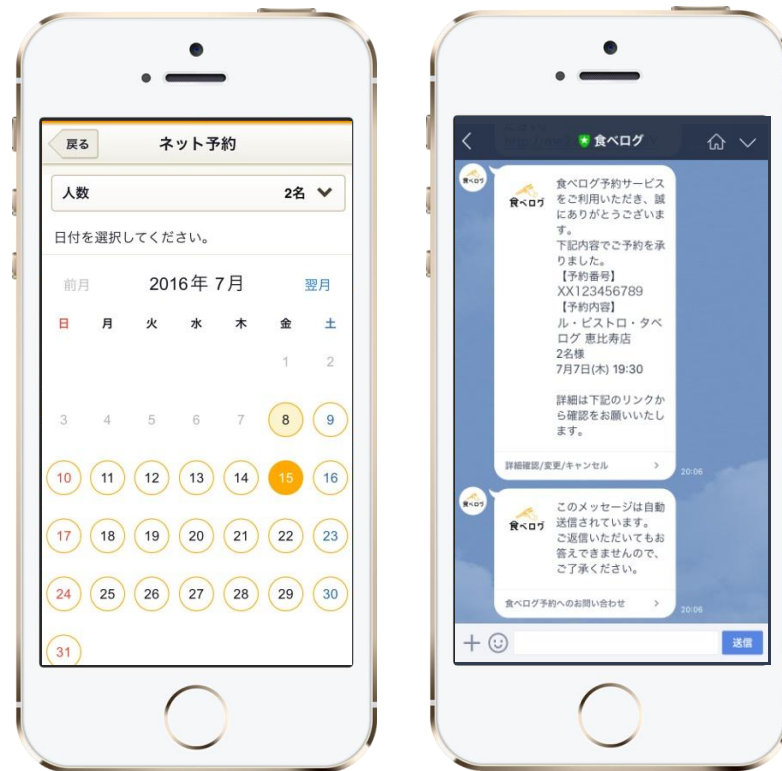 戻る ネット予約
人数 2名
日付を選択してください。
前月 2016年 7月 翌月
日 月 火 水 木 金 土
1 2
3 4 5 6 7 8 9
10 11 12 13 14 15 16
17 18 19 20 21 22 23
24 25 26 27 28 29 30
31
食べログ
食べログ
食べログ
食べログ予約サービス
をご利用いただき、誠
にありがとうございま
す。
下記内容でご予約を承
りました。
【予約番号】
XX123456789
【予約内容】
ル・ビストロ・タベ
ログ 恵比寿店
2名様
7月7日(木) 19:30
詳細は下記のリンクか
ら確認をお願いいたし
ます。
詳細確認/変更/キャンセル
20:06
食べログ
食べログ
このメッセージは自動
送信されています。
ご返信いただいてもお
答えできませんので、
ご了承ください。
食べログ予約へのお問い合わせ
20:06
送信